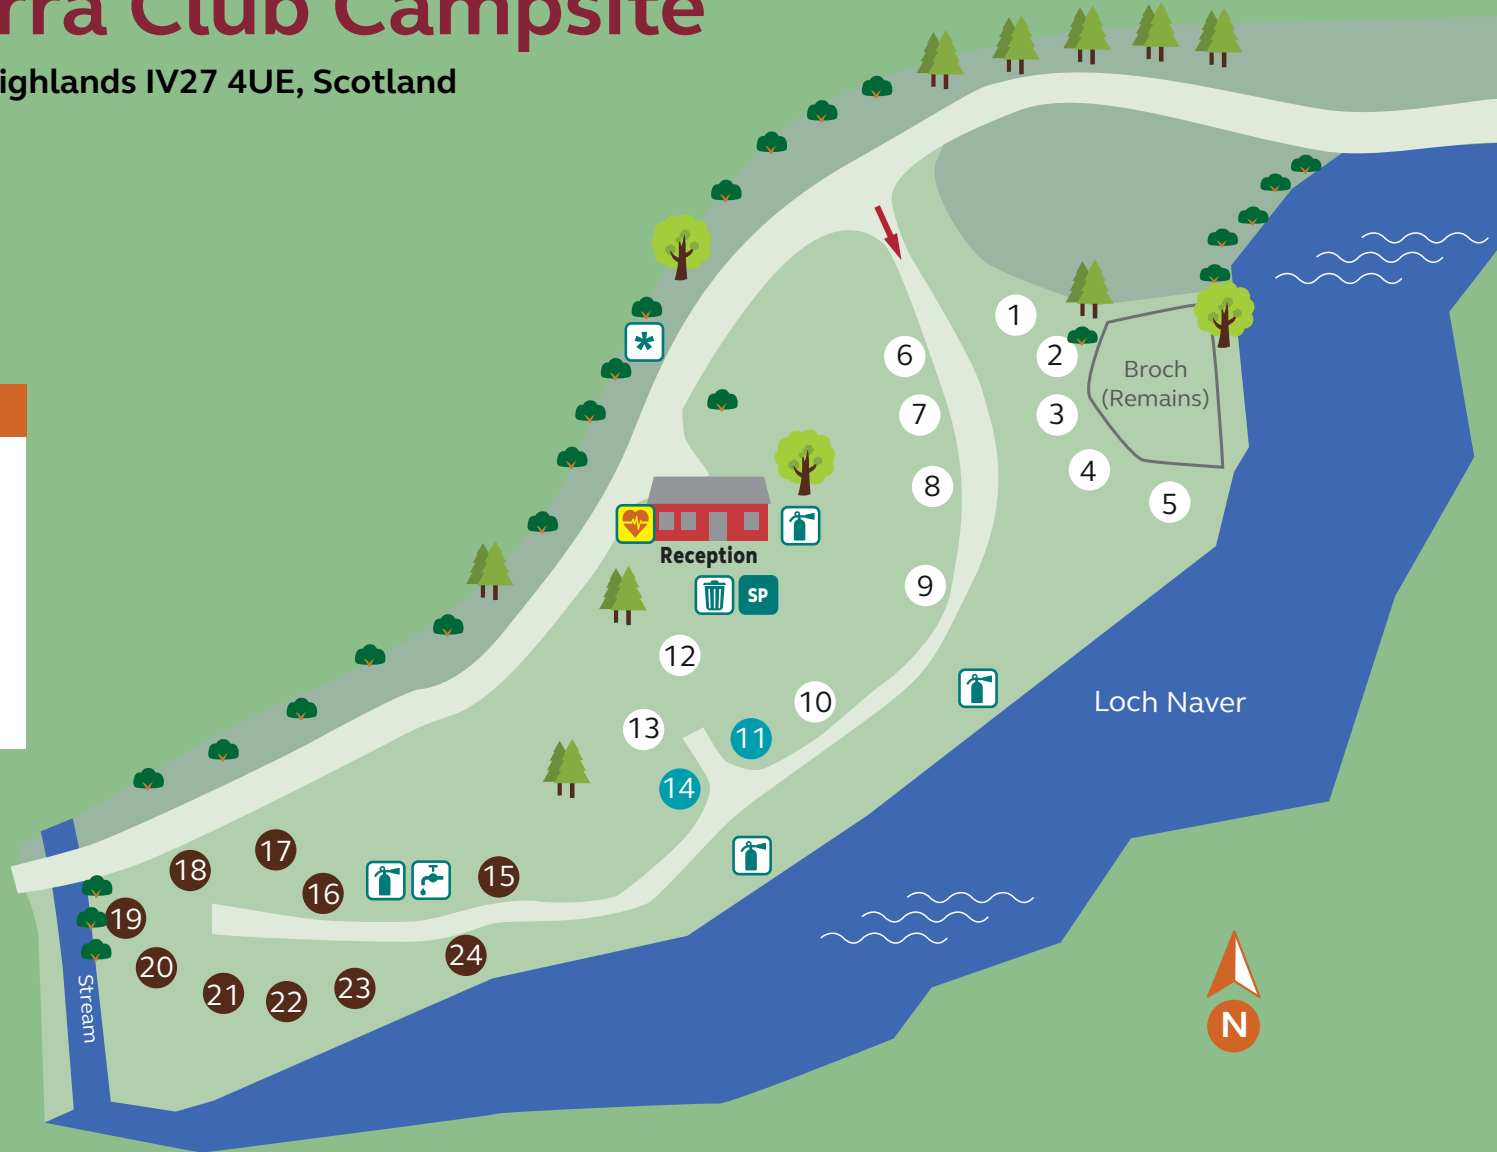 rra Club Campsite
ighlands IV27 4UE, Scotland
*
1
2
3
4
5
6
7
8
9
10
11
12
13
14
15
16
17
18
19
20
21
22
23
24
Broch
(Remains)
Reception
SP
Loch Naver
Stream
N